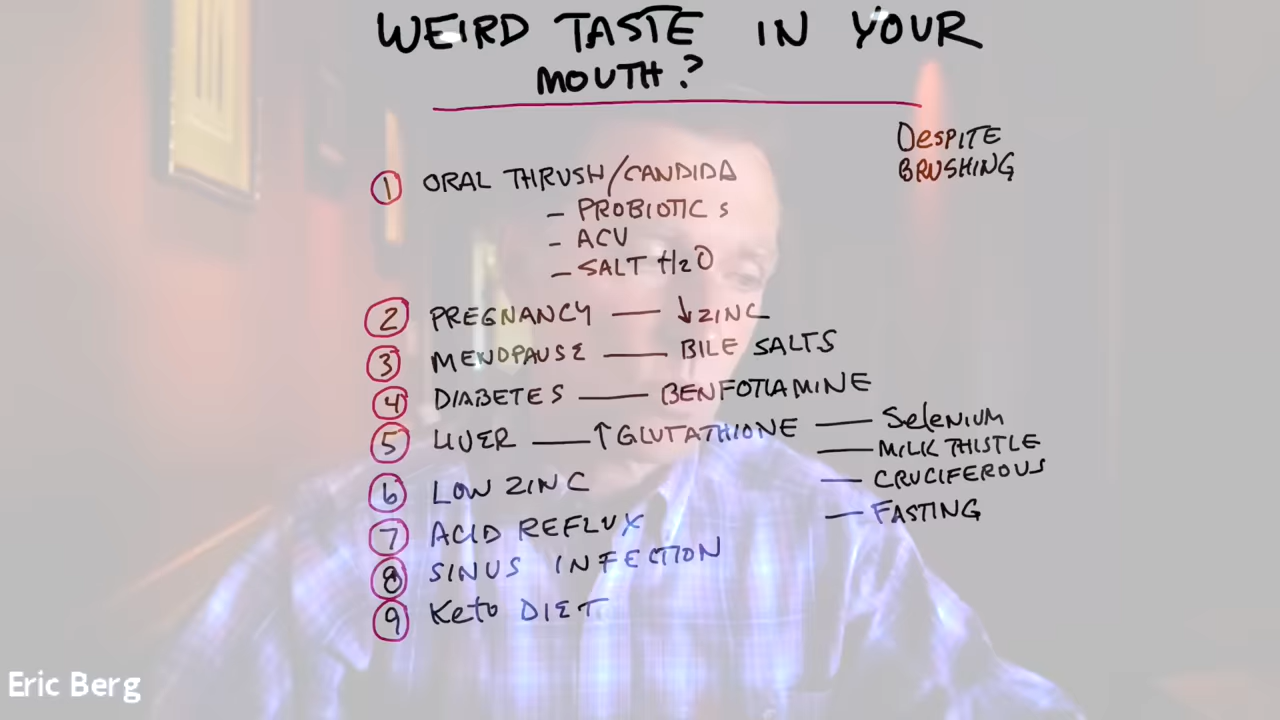 WEIRD TASTE IN YOUR
MOUTH?
DESPITE
BRUSHING
1 ORAL THRUSH/CANDIDA
- PROBIOTICS
- ACV
- SALT H2O
2 PREGNANCY — ↓ZINC
3 MENOPAUSE — BILE SALTS
4 DIABETES — BENFOTIAMINE
5 LIVER — ↑GLUTATHIONE — SELENIUM
— MILK THISTLE
— CRUCIFEROUS
— FASTING
6 LOW ZINC
7 ACID REFLUX
8 SINUS INFECTION
9 Keto DIET
Eric Berg